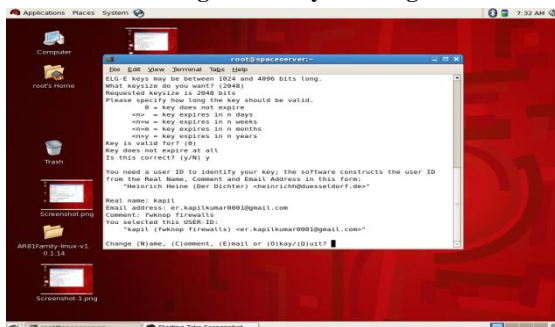 Applications Places System
7:32 AM
Computer
root's Home
Trash
Screenshot.png
ARB1Family-linux-v1.
0.1.14
Screenshot-1.png
root@spaceserver:~
File Edit View Terminal Tabs Help
ELG-E keys may be between 1024 and 4096 bits long.
What keysize do you want? (2048)
Requested keysize is 2048 bits
Please specify how long the key should be valid.
0 = key does not expire
<n> = key expires in n days
<n>w = key expires in n weeks
<n>m = key expires in n months
<n>y = key expires in n years
Key is valid for? (0)
Key does not expire at all
Is this correct? (y/N) y
You need a user ID to identify your key; the software constructs the user ID
from the Real Name, Comment and Email Address in this form:
"Heinrich Heine (Der Dichter) <heinrichh@duesseldorf.de>"
Real name: kapil
Email address: er.kapilkumar0001@gmail.com
Comment: fwknop firewalls
You selected this USER-ID:
"kapil (fwknop firewalls) <er.kapilkumar0001@gmail.com>"
Change (N)ame, (C)omment, (E)mail or (O)kay/(Q)uit?